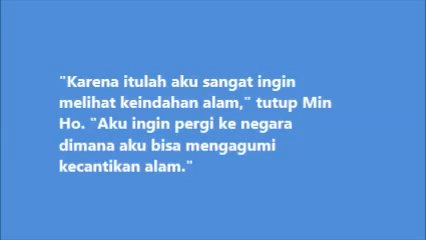 "Karena itulah aku sangat ingin
melihat keindahan alam," tutup Min
Ho. "Aku ingin pergi ke negara
dimana aku bisa mengagumi
kecantikan alam."